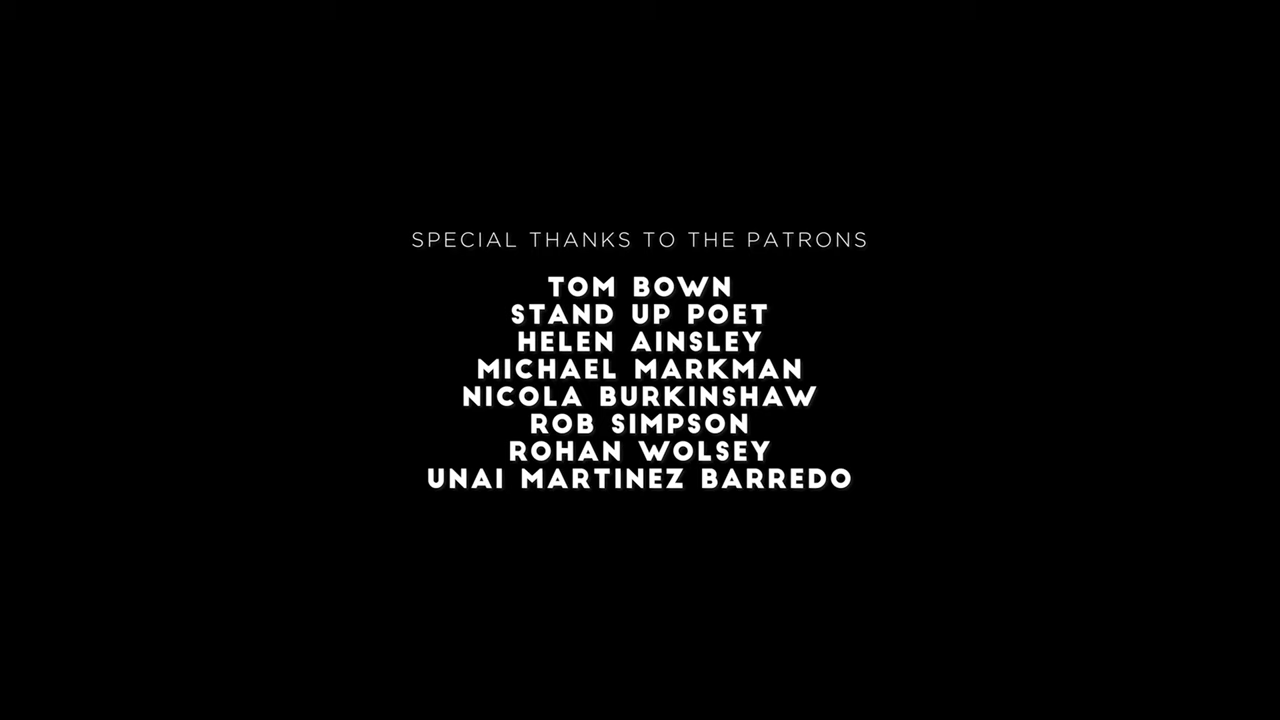 SPECIAL THANKS TO THE PATRONS
TOM BOWN
STAND UP POET
HELEN AINSLEY
MICHAEL MARKMAN
NICOLA BURKINSHAW
ROB SIMPSON
ROHAN WOLSEY
UNAI MARTINEZ BARREDO